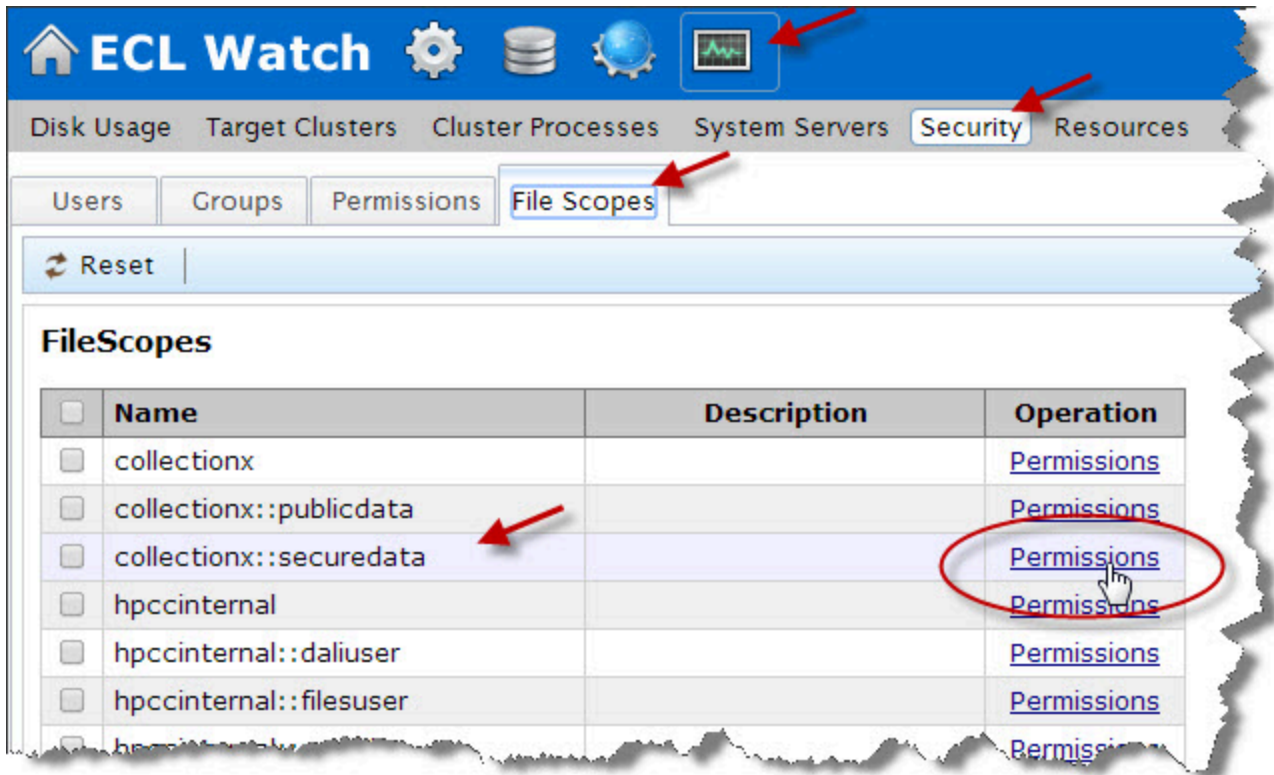 ECL Watch
Disk Usage Target Clusters Cluster Processes System Servers Security Resources
Users Groups Permissions File Scopes
Reset
FileScopes
Name Description Operation
collectionx Permissions
collectionx::publicdata Permissions
collectionx::securedata Permissions
hpccinternal Permissions
hpccinternal::daliuser Permissions
hpccinternal::filesuser Permissions